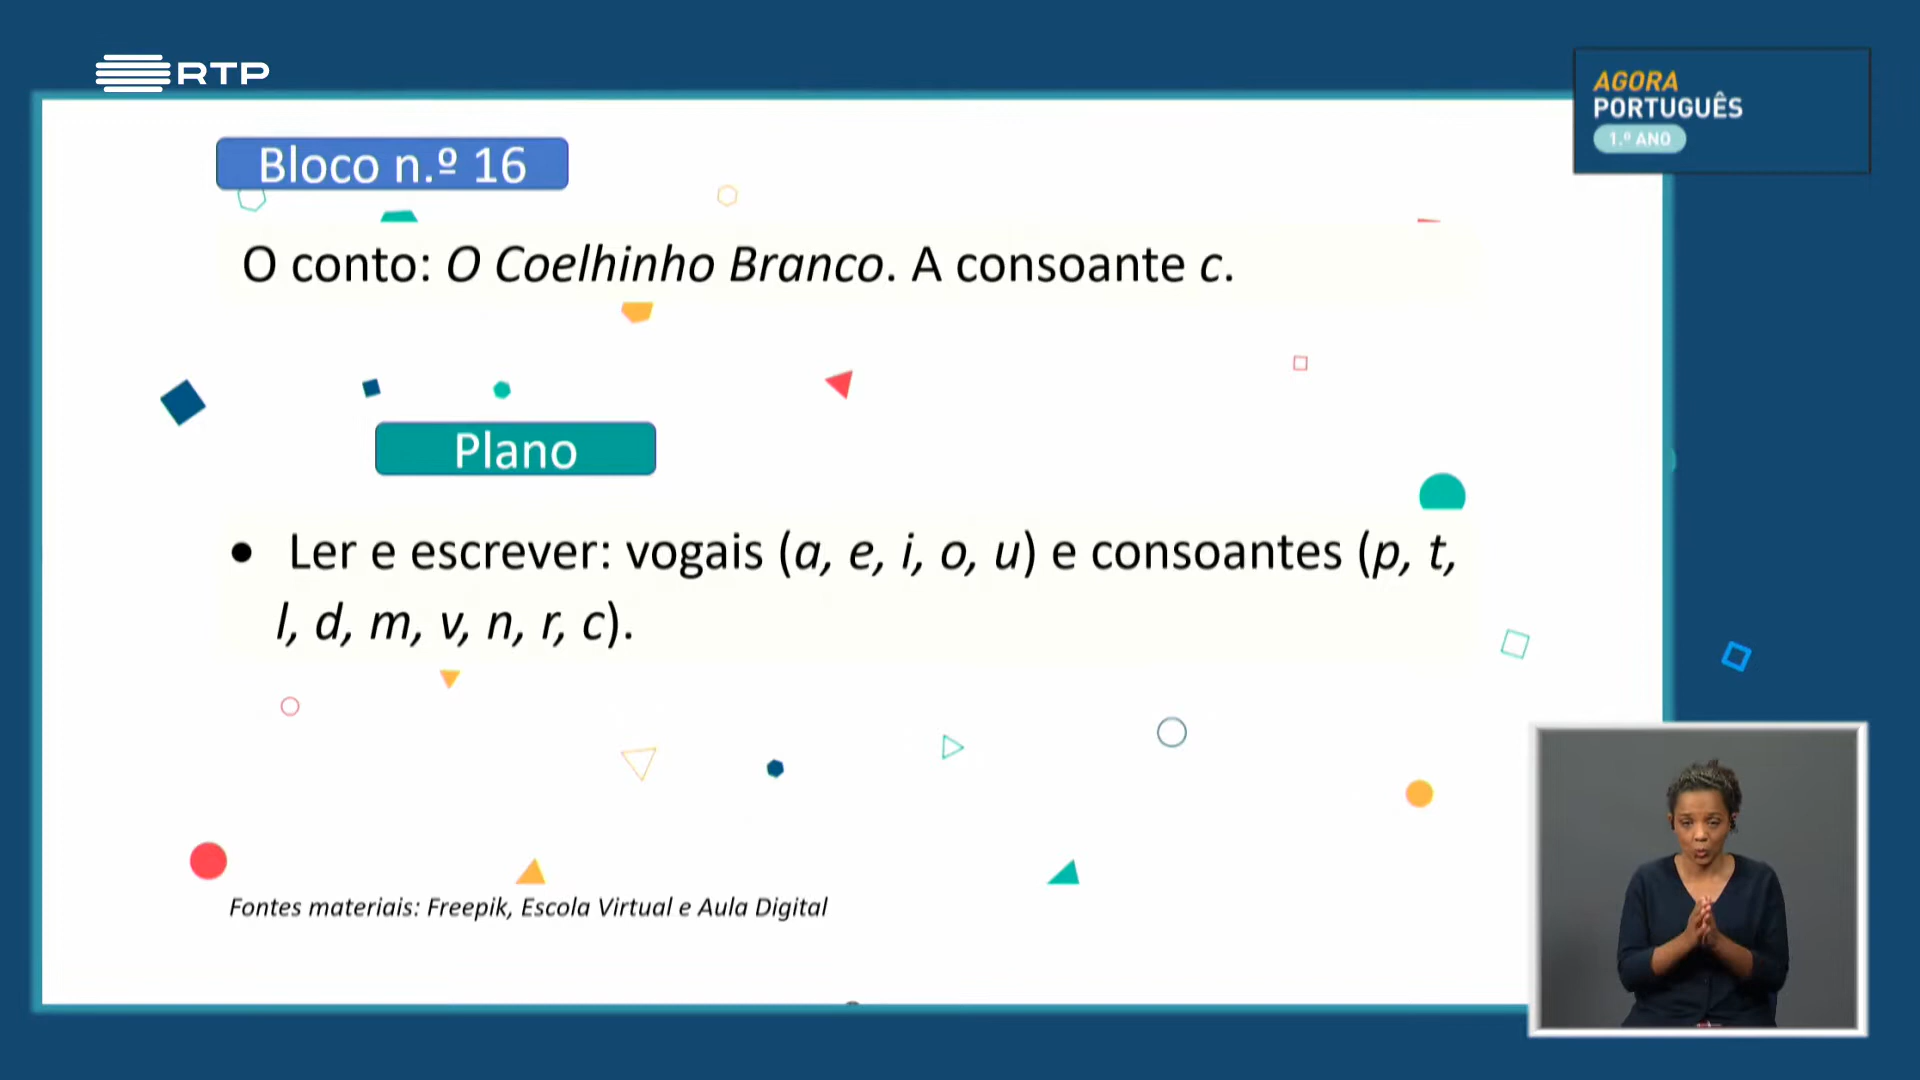 RTP
AGORA
PORTUGUÊS
1.º ANO
Bloco n.º 16
O conto: O Coelhinho Branco. A consoante c.
Plano
• Ler e escrever: vogais (a, e, i, o, u) e consoantes (p, t,
l, d, m, v, n, r, c).
Fontes materiais: Freepik, Escola Virtual e Aula Digital